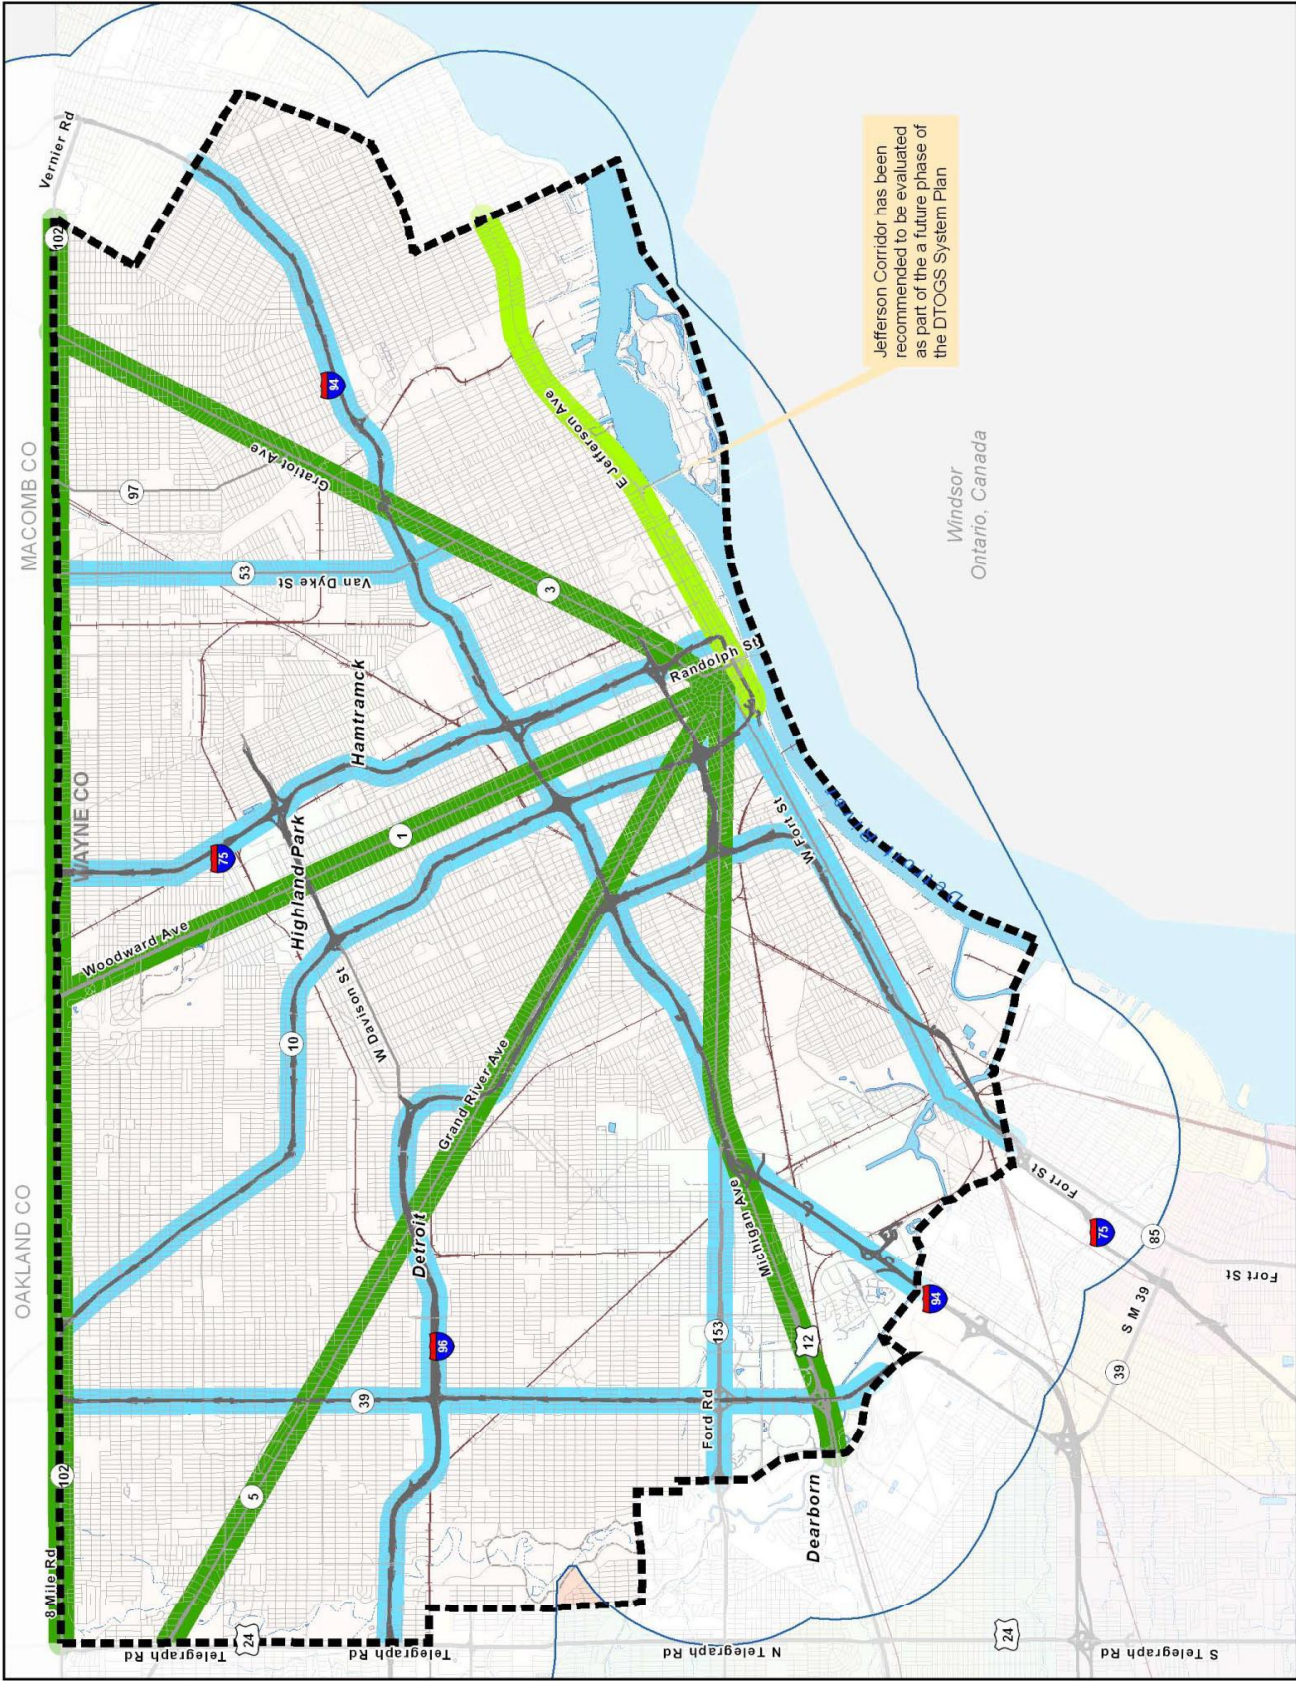 OAKLAND CO
MACOMB CO
WAYNE CO
8 Mile Rd
102
102
Vernier Rd
Telegraph Rd
24
Telegraph Rd
5
39
96
Detroit
Grand River Ave
10
W Davison St
Woodward Ave
Highland Park
75
1
Hamtramck
53
Van Dyke St
97
Gratiot Ave
3
94
E Jefferson Ave
Randolph St
Jefferson Corridor has been
recommended to be evaluated
as part of the a future phase of
the DTOGS System Plan
Windsor
Ontario, Canada
W Fort St
Ford Rd
153
Michigan Ave
12
Dearborn
94
N Telegraph Rd
24
S Telegraph Rd
Fort St
75
85
Fort St
S M 39
39